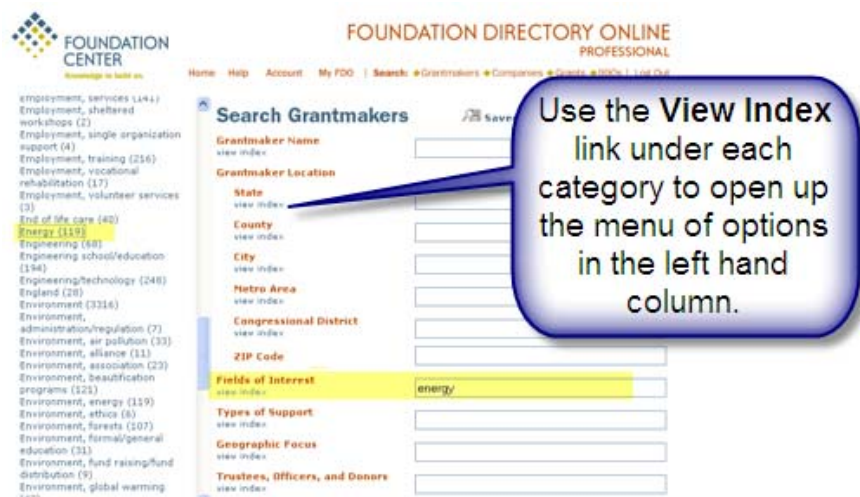 FOUNDATION
CENTER
Knowledge to build on.
FOUNDATION DIRECTORY ONLINE
PROFESSIONAL
Home Help Account My FDO | Search: Grantmakers Companies Grants 990s | Log Out
employment, services (141)
Employment, sheltered
workshops (2)
Employment, single organization
support (4)
Employment, training (216)
Employment, vocational
rehabilitation (17)
Employment, volunteer services
(3)
End of life care (40)
Energy (119)
Engineering (68)
Engineering school/education
(194)
Engineering/technology (248)
England (28)
Environment (3316)
Environment,
administration/regulation (7)
Environment, air pollution (33)
Environment, alliance (11)
Environment, association (23)
Environment, beautification
programs (121)
Environment, energy (119)
Environment, ethics (6)
Environment, forests (107)
Environment, formal/general
education (31)
Environment, fund raising/fund
distribution (9)
Environment, global warming
Search Grantmakers
Grantmaker Name
view index
Grantmaker Location
State
view index
County
view index
City
view index
Metro Area
view index
Congressional District
view index
ZIP Code
Fields of Interest
view index
energy
Types of Support
view index
Geographic Focus
view index
Trustees, Officers, and Donors
view index
Use the View Index
link under each
category to open up
the menu of options
in the left hand
column.